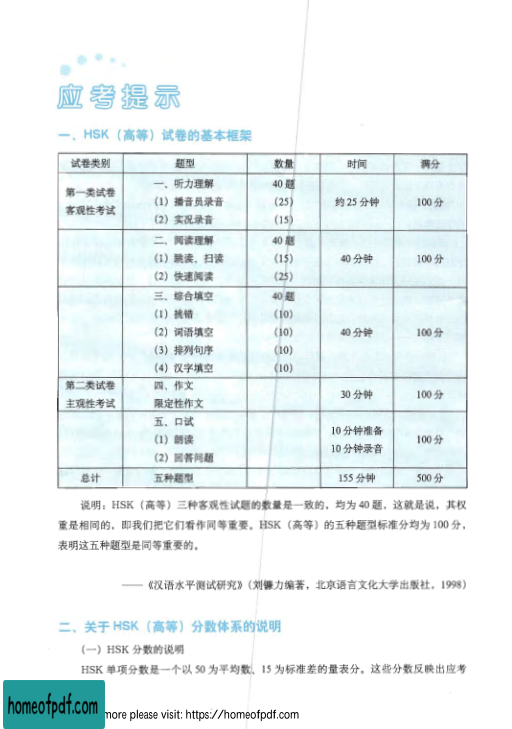 应考提示
一、HSK（高等）试卷的基本框架
试卷类别 题型 数量 时间 满分
第一类试卷
客观性考试
一、听力理解 40 题
（1）播音员录音 （25）
（2）实况录音 （15）
约 25 分钟 100 分
二、阅读理解 40 题
（1）跳读、扫读 （15）
（2）快速阅读 （25）
40 分钟 100 分
三、综合填空 40 题
（1）挑错 （10）
（2）词语填空 （10）
（3）排列句序 （10）
（4）汉字填空 （10）
40 分钟 100 分
第二类试卷
主观性考试
四、作文
限定性作文
30 分钟 100 分
五、口试
（1）朗读
（2）回答问题
10 分钟准备
10 分钟录音
100 分
总计 五种题型 155 分钟 500 分
说明：HSK（高等）三种客观性试题的数量是一致的，均为 40 题，这就是说，其权
重是相同的，即我们把它们看作同等重要。HSK（高等）的五种题型标准分均为 100 分，
表明这五种题型是同等重要的。
——《汉语水平测试研究》（刘镰力编著，北京语言文化大学出版社，1998）
二、关于 HSK（高等）分数体系的说明
（一）HSK 分数的说明
HSK 单项分数是一个以 50 为平均数、15 为标准差的量表分。这些分数反映出应考
homeofpdf.com
more please visit: https://homeofpdf.com